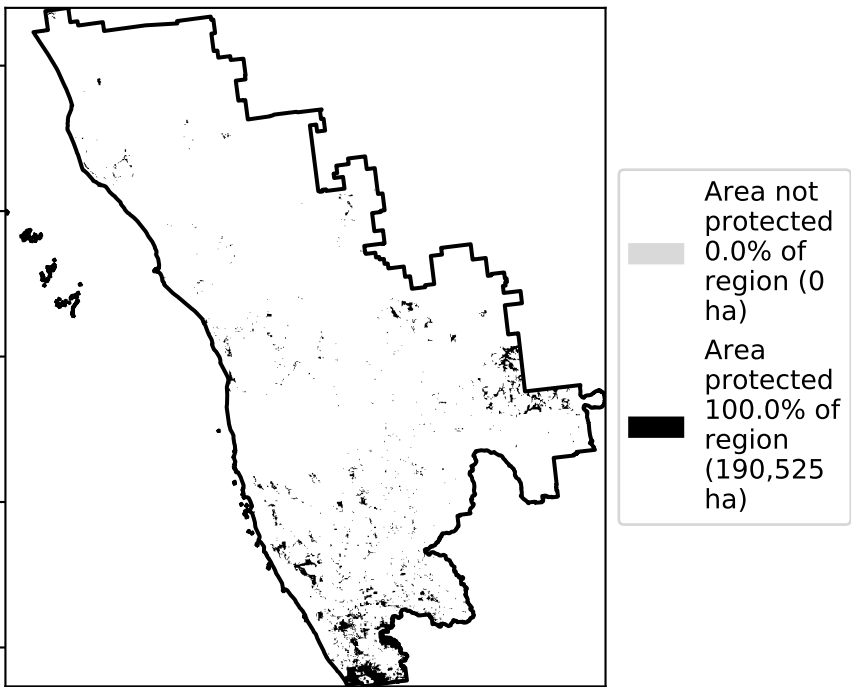 Area not
protected
0.0% of
region (0
ha)
Area
protected
100.0% of
region
(190,525
ha)